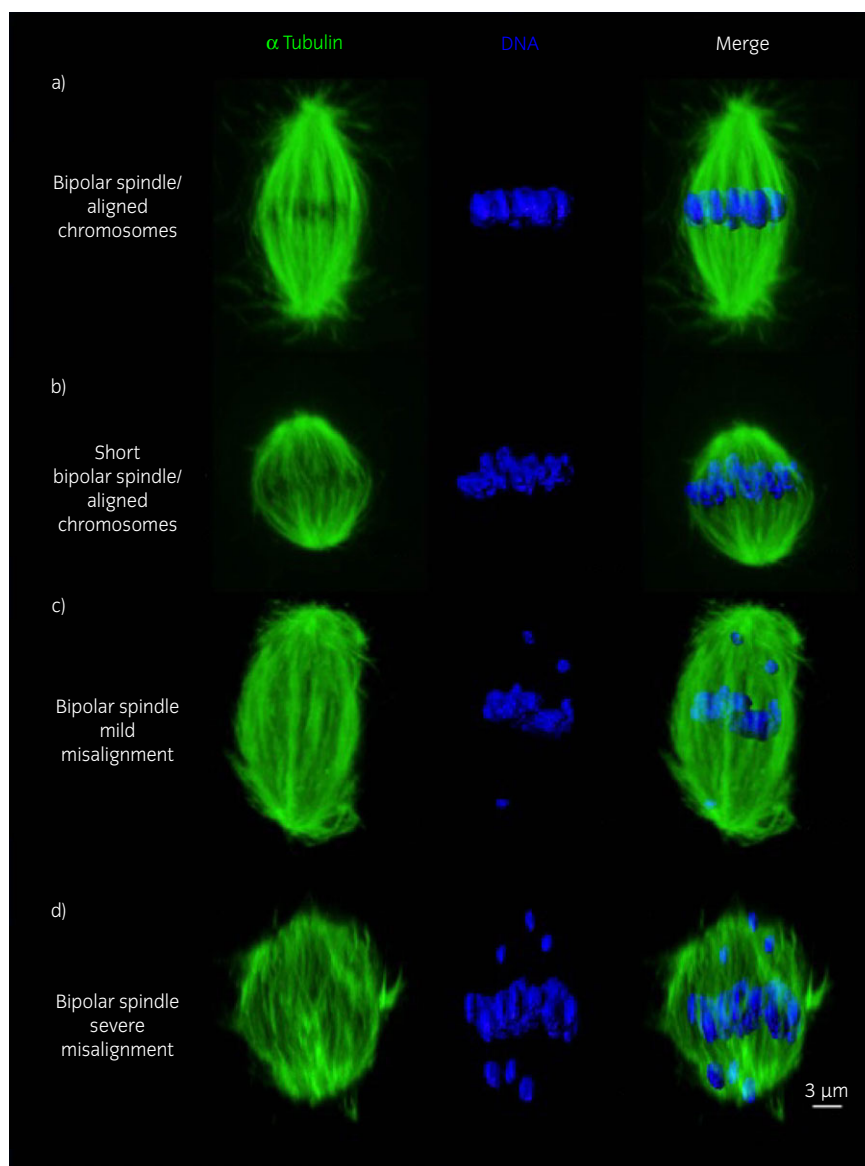 α Tubulin
DNA
Merge
a)
Bipolar spindle/
aligned
chromosomes
b)
Short
bipolar spindle/
aligned
chromosomes
c)
Bipolar spindle
mild
misalignment
d)
Bipolar spindle
severe
misalignment
3 μm